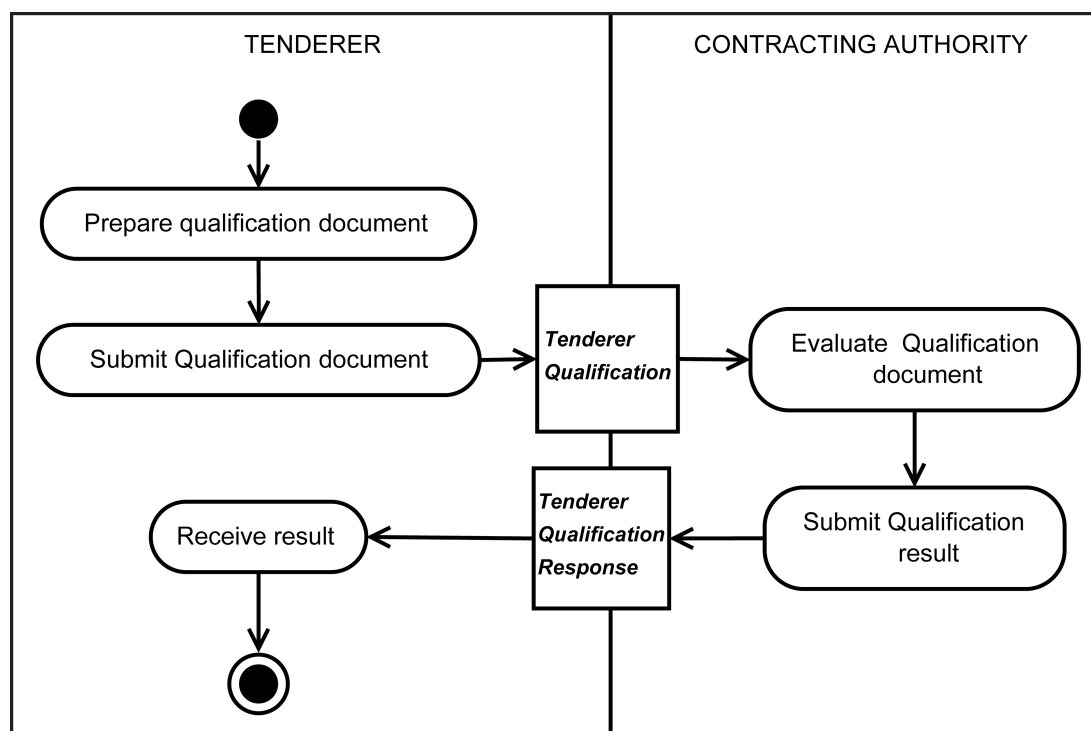 TENDERER
CONTRACTING AUTHORITY
Prepare qualification document
Submit Qualification document
Tenderer
Qualification
Evaluate Qualification
document
Submit Qualification
result
Tenderer
Qualification
Response
Receive result